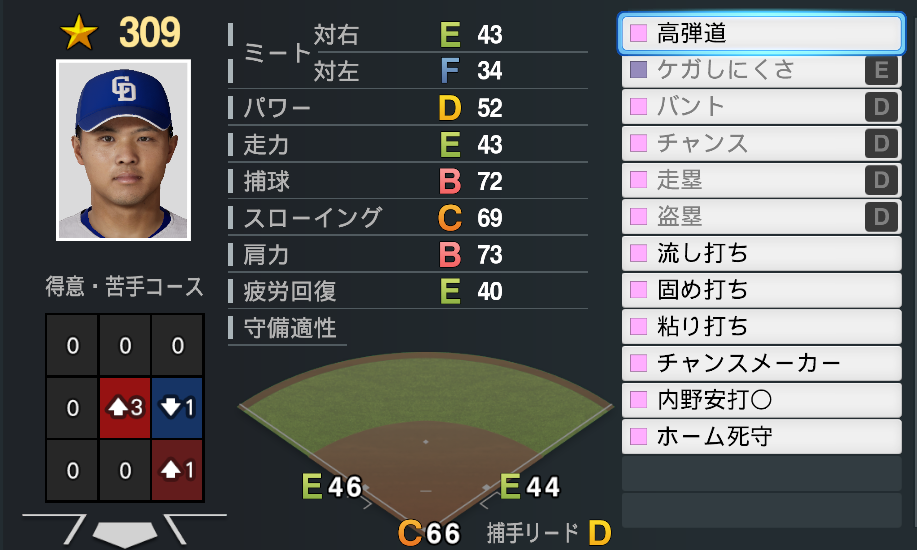 309
ミート 対右 E 43
対左 F 34
パワー D 52
走力 E 43
捕球 B 72
スローイング C 69
肩力 B 73
疲労回復 E 40
守備適性
E 46
E 44
C 66
捕手リード D
CD
得意・苦手コース
0 0 0
0 3 1
0 0 1
高弾道
ケガしにくさ E
バント D
チャンス D
走塁 D
盗塁 D
流し打ち
固め打ち
粘り打ち
チャンスメーカー
内野安打〇
ホーム死守